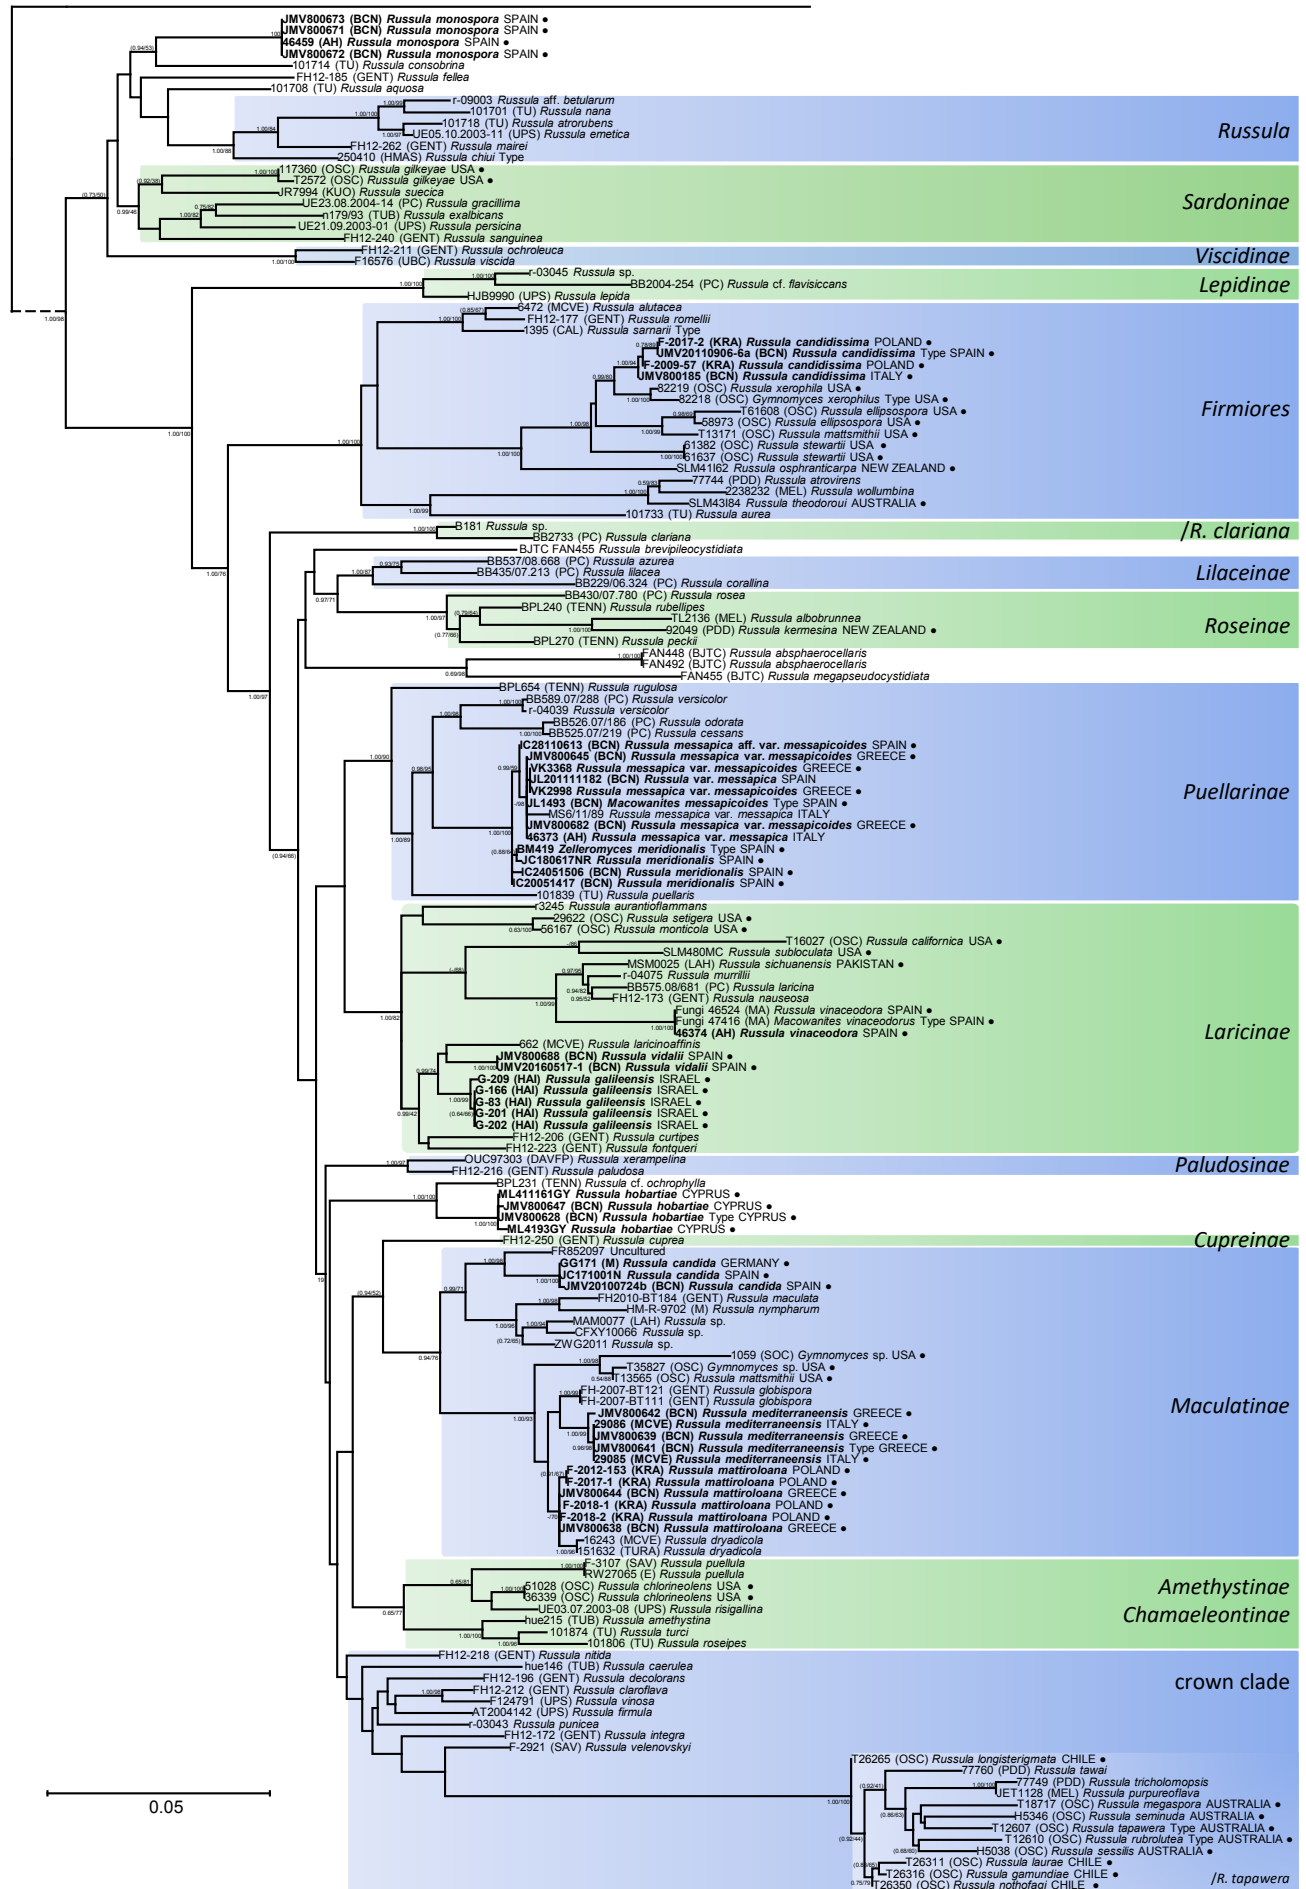 JMV800673 (BCN) Russula monospora SPAIN ●
JMV800671 (BCN) Russula monospora SPAIN ●
46459 (AH) Russula monospora SPAIN ●
JMV800672 (BCN) Russula monospora SPAIN ●
101714 (TU) Russula consobrina
FH12-185 (GENT) Russula fellea
101708 (TU) Russula aquosa
r-09003 Russula aff. betularum
101701 (TU) Russula nana
101718 (TU) Russula atrorubens
UE05.10.2003-11 (UPS) Russula emetica
FH12-262 (GENT) Russula mairei
250410 (HMAS) Russula chiui Type
Russula
117360 (OSC) Russula gilkeyae USA ●
T2572 (OSC) Russula gilkeyae USA ●
JR7994 (KUO) Russula suecica
UE23.08.2004-14 (PC) Russula gracillima
n179/93 (TUB) Russula exalbicans
UE21.09.2003-01 (UPS) Russula persicina
FH12-240 (GENT) Russula sanguinea
Sardoninae
FH12-211 (GENT) Russula ochroleuca
F16576 (UBC) Russula viscida
Viscidinae
r-03045 Russula sp.
BB2004-254 (PC) Russula cf. flavisiccans
HJB9990 (UPS) Russula lepida
Lepidinae
6472 (MCVE) Russula alutacea
FH12-177 (GENT) Russula romellii
1395 (CAL) Russula sarnarii Type
F-2017-2 (KRA) Russula candidissima POLAND ●
JMV20110906-6a (BCN) Russula candidissima Type SPAIN ●
F-2009-57 (KRA) Russula candidissima POLAND ●
JMV800185 (BCN) Russula candidissima ITALY ●
82219 (OSC) Russula xerophila USA ●
82218 (OSC) Gymnomyces xerophilus Type USA ●
T61608 (OSC) Russula ellipsospora USA ●
58973 (OSC) Russula ellipsospora USA ●
T13171 (OSC) Russula mattsmithii USA ●
61382 (OSC) Russula stewartii USA ●
61637 (OSC) Russula stewartii USA ●
SLM41I62 Russula osphranticarpa NEW ZEALAND ●
77744 (PDD) Russula atrovirens
2238232 (MEL) Russula wollumbina
SLM43I84 Russula theodoroui AUSTRALIA ●
101733 (TU) Russula aurea
Firmiores
B181 Russula sp.
BB2733 (PC) Russula clariana
/R. clariana
BJTC FAN455 Russula brevipileocystidiata
BB537/08.668 (PC) Russula azurea
BB435/07.213 (PC) Russula lilacea
BB229/06.324 (PC) Russula corallina
Lilaceinae
BB430/07.780 (PC) Russula rosea
BPL240 (TENN) Russula rubellipes
TL2136 (MEL) Russula albobrunnea
92049 (PDD) Russula kermesina NEW ZEALAND ●
BPL270 (TENN) Russula peckii
Roseinae
FAN448 (BJTC) Russula absphaerocellaris
FAN492 (BJTC) Russula absphaerocellaris
FAN455 (BJTC) Russula megapseudocystidiata
BPL654 (TENN) Russula rugulosa
BB589.07/288 (PC) Russula versicolor
r-04039 Russula versicolor
BB526.07/186 (PC) Russula odorata
BB525.07/219 (PC) Russula cessans
IC28110613 (BCN) Russula messapica aff. var. messapicoides SPAIN ●
JMV800645 (BCN) Russula messapica var. messapicoides GREECE ●
VK3368 Russula messapica var. messapicoides GREECE ●
JL201111182 (BCN) Russula var. messapica SPAIN
VK2998 Russula messapica var. messapicoides GREECE ●
JL1493 (BCN) Macowanites messapicoides Type SPAIN ●
MS6/11/89 Russula messapica var. messapica ITALY
JMV800682 (BCN) Russula messapica var. messapicoides GREECE ●
46373 (AH) Russula messapica var. messapica ITALY
BM419 Zelleromyces meridionalis Type SPAIN ●
JC180617NR Russula meridionalis SPAIN ●
IC24051506 (BCN) Russula meridionalis SPAIN ●
IC20051417 (BCN) Russula meridionalis SPAIN ●
101839 (TU) Russula puellaris
Puellarinae
r3245 Russula aurantioflammans
29622 (OSC) Russula setigera USA ●
56167 (OSC) Russula monticola USA ●
T16027 (OSC) Russula californica USA ●
SLM480MC Russula subloculata USA ●
MSM0025 (LAH) Russula sichuanensis PAKISTAN ●
r-04075 Russula murrillii
BB575.08/681 (PC) Russula laricina
FH12-173 (GENT) Russula nauseosa
Fungi 46524 (MA) Russula vinaceodora SPAIN ●
Fungi 47416 (MA) Macowanites vinaceodorus Type SPAIN ●
46374 (AH) Russula vinaceodora SPAIN ●
662 (MCVE) Russula laricinoaffinis
JMV800688 (BCN) Russula vidalii SPAIN ●
JMV20160517-1 (BCN) Russula vidalii SPAIN ●
G-209 (HAI) Russula galileensis ISRAEL ●
G-166 (HAI) Russula galileensis ISRAEL ●
G-83 (HAI) Russula galileensis ISRAEL ●
G-201 (HAI) Russula galileensis ISRAEL ●
G-202 (HAI) Russula galileensis ISRAEL ●
FH12-206 (GENT) Russula curtipes
FH12-223 (GENT) Russula fontqueri
Laricinae
OUC97303 (DAVFP) Russula xerampelina
FH12-216 (GENT) Russula paludosa
Paludosinae
BPL231 (TENN) Russula cf. ochrophylla
ML411161GY Russula hobartiae CYPRUS ●
JMV800647 (BCN) Russula hobartiae CYPRUS ●
JMV800628 (BCN) Russula hobartiae Type CYPRUS ●
ML4193GY Russula hobartiae CYPRUS ●
FH12-250 (GENT) Russula cuprea
Cupreinae
FR852097 Uncultured
GG171 (M) Russula candida GERMANY ●
JC171001N Russula candida SPAIN ●
JMV20100724b (BCN) Russula candida SPAIN ●
FH2010-BT184 (GENT) Russula maculata
HM-R-9702 (M) Russula nympharum
MAM0077 (LAH) Russula sp.
CFXY10066 Russula sp.
ZWG2011 Russula sp.
1059 (SOC) Gymnomyces sp. USA ●
T35827 (OSC) Gymnomyces sp. USA ●
T13565 (OSC) Russula mattsmithii USA ●
FH-2007-BT121 (GENT) Russula globispora
FH-2007-BT111 (GENT) Russula globispora
JMV800642 (BCN) Russula mediterraneensis GREECE ●
29086 (MCVE) Russula mediterraneensis ITALY ●
JMV800639 (BCN) Russula mediterraneensis GREECE ●
JMV800641 (BCN) Russula mediterraneensis Type GREECE ●
29085 (MCVE) Russula mediterraneensis ITALY ●
F-2012-153 (KRA) Russula mattiroloana POLAND ●
F-2017-1 (KRA) Russula mattiroloana POLAND ●
JMV800644 (BCN) Russula mattiroloana GREECE ●
F-2018-1 (KRA) Russula mattiroloana POLAND ●
F-2018-2 (KRA) Russula mattiroloana POLAND ●
JMV800638 (BCN) Russula mattiroloana GREECE ●
16243 (MCVE) Russula dryadicola
151632 (TURA) Russula dryadicola
Maculatinae
F-3107 (SAV) Russula puellula
RW27065 (E) Russula puellula
51028 (OSC) Russula chlorineolens USA ●
36339 (OSC) Russula chlorineolens USA ●
UE03.07.2003-08 (UPS) Russula risigallina
hue215 (TUB) Russula amethystina
101874 (TU) Russula turci
101806 (TU) Russula roseipes
Amethystinae
Chamaeleontinae
FH12-218 (GENT) Russula nitida
hue146 (TUB) Russula caerulea
FH12-196 (GENT) Russula decolorans
FH12-212 (GENT) Russula claroflava
F124791 (UPS) Russula vinosa
AT2004142 (UPS) Russula firmula
r-03043 Russula punicea
FH12-172 (GENT) Russula integra
F-2921 (SAV) Russula velenovskyi
crown clade
T26265 (OSC) Russula longisterigmata CHILE ●
77760 (PDD) Russula tawai
77749 (PDD) Russula tricholomopsis
JET1128 (MEL) Russula purpureoflava
T18717 (OSC) Russula megaspora AUSTRALIA ●
H5346 (OSC) Russula seminuda AUSTRALIA ●
T12607 (OSC) Russula tapawera Type AUSTRALIA ●
T12610 (OSC) Russula rubrolutea Type AUSTRALIA ●
H5038 (OSC) Russula sessilis AUSTRALIA ●
T26311 (OSC) Russula laurae CHILE ●
T26316 (OSC) Russula gamundiae CHILE ●
T26350 (OSC) Russula nothofagi CHILE ●
/R. tapawera
0.05